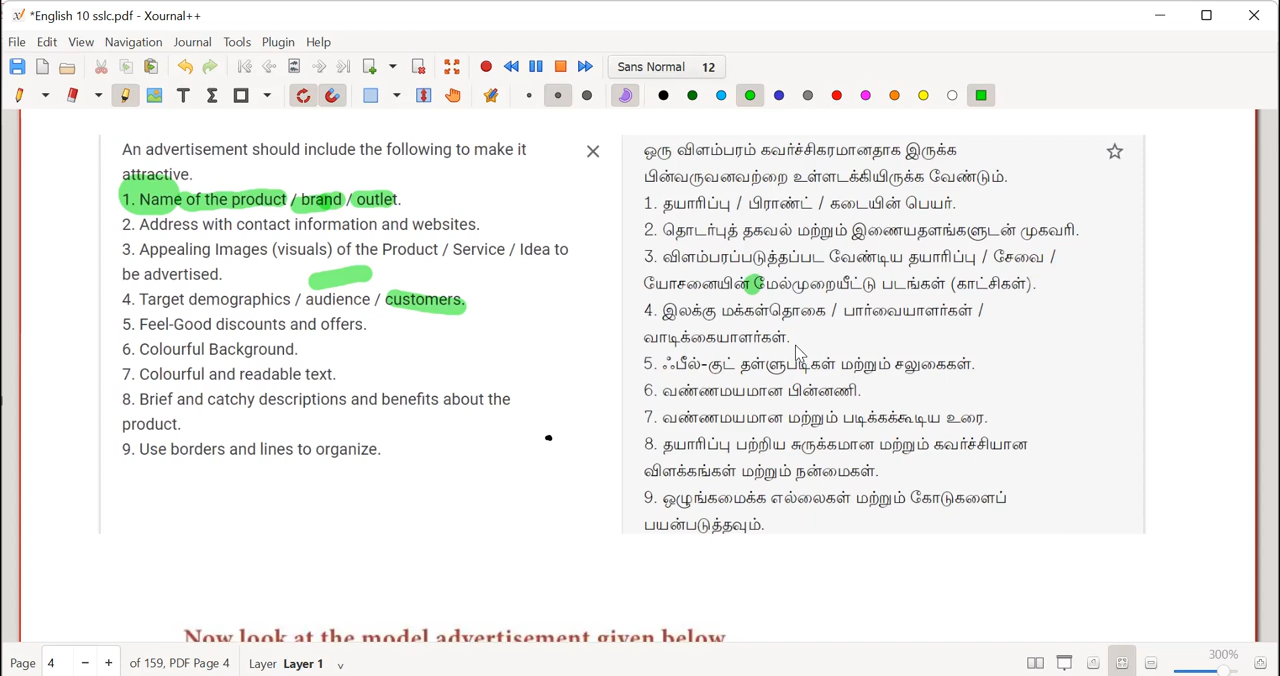 *English 10 sslc.pdf - Xournal++
File Edit View Navigation Journal Tools Plugin Help
Sans Normal 12
An advertisement should include the following to make it
attractive.
1. Name of the product / brand / outlet.
2. Address with contact information and websites.
3. Appealing Images (visuals) of the Product / Service / Idea to
be advertised.
4. Target demographics / audience / customers.
5. Feel-Good discounts and offers.
6. Colourful Background.
7. Colourful and readable text.
8. Brief and catchy descriptions and benefits about the
product.
9. Use borders and lines to organize.
ஒரு விளம்பரம் கவர்ச்சிகரமானதாக இருக்க
பின்வருவனவற்றை உள்ளடக்கியிருக்க வேண்டும்.
1. தயாரிப்பு / பிராண்ட் / கடையின் பெயர்.
2. தொடர்புத் தகவல் மற்றும் இணையதளங்களுடன் முகவரி.
3. விளம்பரப்படுத்தப்பட வேண்டிய தயாரிப்பு / சேவை /
யோசனையின் மேல்முறையீட்டு படங்கள் (காட்சிகள்).
4. இலக்கு மக்கள்தொகை / பார்வையாளர்கள் /
வாடிக்கையாளர்கள்.
5. ஃபீல்-குட் தள்ளுபடிகள் மற்றும் சலுகைகள்.
6. வண்ணமயமான பின்னணி.
7. வண்ணமயமான மற்றும் படிக்கக்கூடிய உரை.
8. தயாரிப்பு பற்றிய சுருக்கமான மற்றும் கவர்ச்சியான
விளக்கங்கள் மற்றும் நன்மைகள்.
9. ஒழுங்கமைக்க எல்லைகள் மற்றும் கோடுகளைப்
பயன்படுத்தவும்.
Now look at the model advertisement given below
Page 4 - + of 159, PDF Page 4 Layer Layer 1 300%